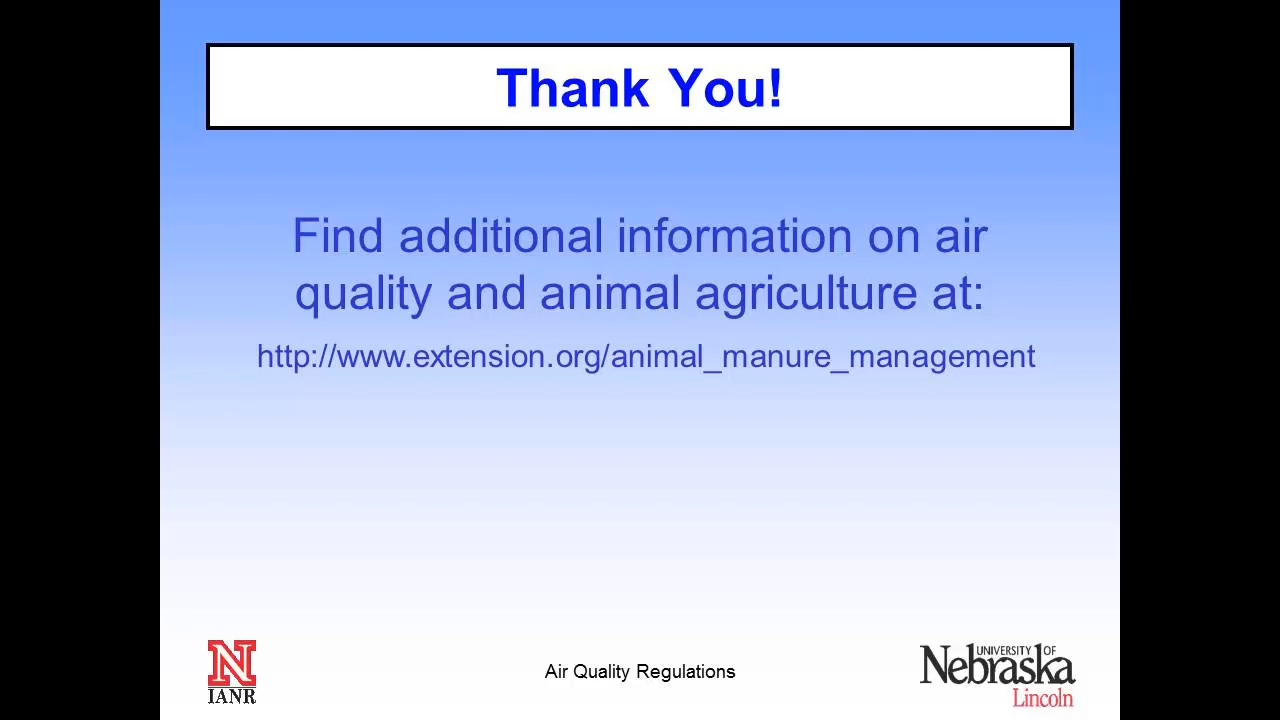 Thank You!
Find additional information on air
quality and animal agriculture at:
http://www.extension.org/animal_manure_management
N
IANR
Air Quality Regulations
UNIVERSITY OF
Nebraska
Lincoln